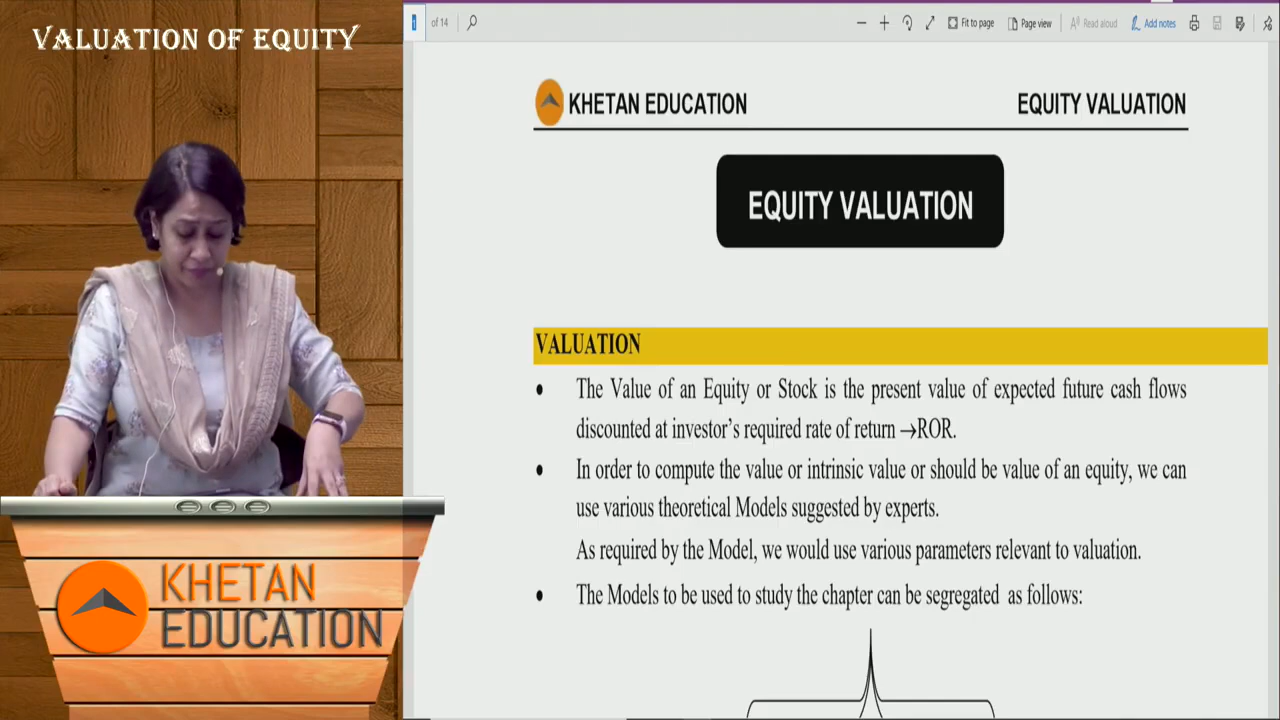 VALUATION OF EQUITY
1 of 14
Fit to page
Page view
Read aloud
Add notes
KHETAN EDUCATION
EQUITY VALUATION
EQUITY VALUATION
VALUATION
• The Value of an Equity or Stock is the present value of expected future cash flows
discounted at investor's required rate of return →ROR.
• In order to compute the value or intrinsic value or should be value of an equity, we can
use various theoretical Models suggested by experts.
As required by the Model, we would use various parameters relevant to valuation.
• The Models to be used to study the chapter can be segregated as follows:
KHETAN
EDUCATION